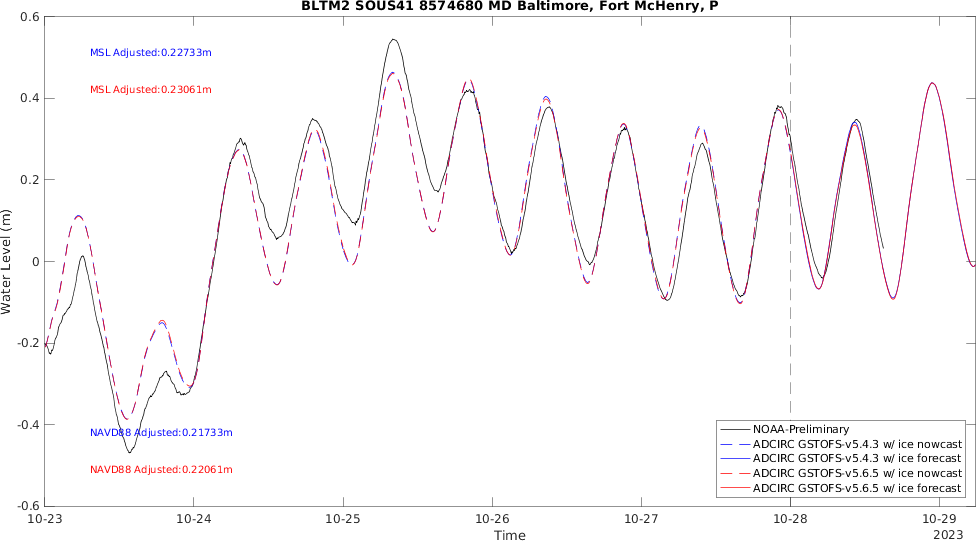 BLTM2 SOUS41 8574680 MD Baltimore, Fort McHenry, P
0.6
0.4
0.2
0
-0.2
-0.4
-0.6
Water Level (m)
MSL Adjusted:0.22733m
MSL Adjusted:0.23061m
NAVD88 Adjusted:0.21733m
NAVD88 Adjusted:0.22061m
NOAA-Preliminary
ADCIRC GSTOFS-v5.4.3 w/ ice nowcast
ADCIRC GSTOFS-v5.4.3 w/ ice forecast
ADCIRC GSTOFS-v5.6.5 w/ ice nowcast
ADCIRC GSTOFS-v5.6.5 w/ ice forecast
10-23 10-24 10-25 10-26 10-27 10-28 10-29
2023
Time